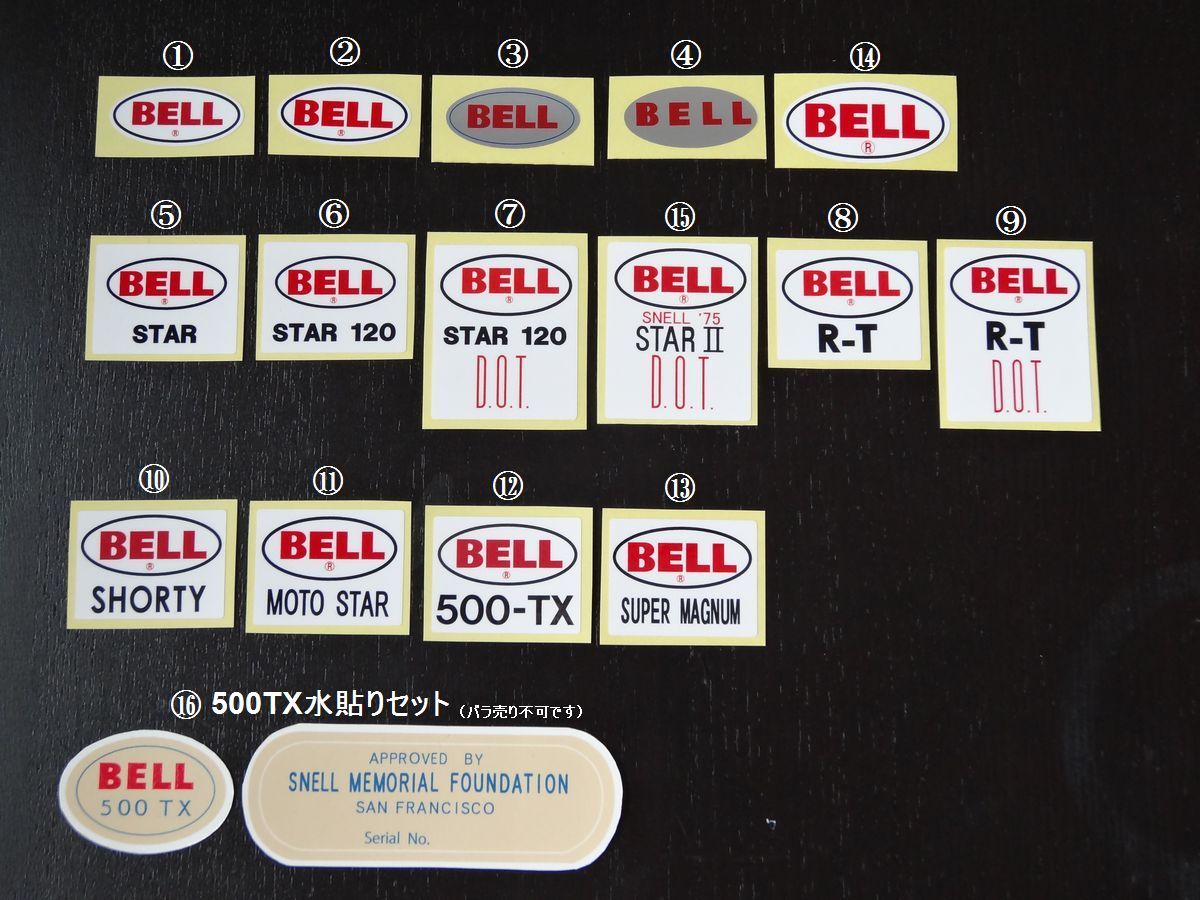 ① ② ③ ④ ⑭
BELL
®
BELL
®
BELL
BELL
BELL
®
⑤ ⑥ ⑦ ⑮ ⑧ ⑨
BELL
®
STAR
BELL
®
STAR 120
BELL
®
STAR 120
D.O.T.
BELL
®
SNELL '75
STAR II
D.O.T.
BELL
®
R-T
BELL
®
R-T
D.O.T.
⑩ ⑪ ⑫ ⑬
BELL
®
SHORTY
BELL
®
MOTO STAR
BELL
®
500-TX
BELL
®
SUPER MAGNUM
⑯ 500TX水貼りセット (バラ売り不可です)
BELL
500 TX
APPROVED BY
SNELL MEMORIAL FOUNDATION
SAN FRANCISCO
Serial No.